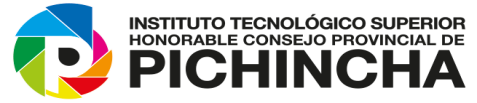 P
INSTITUTO TECNOLÓGICO SUPERIOR
HONORABLE CONSEJO PROVINCIAL DE
PICHINCHA